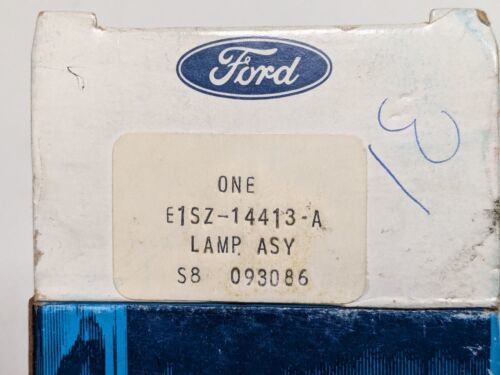 Ford
ONE
E1SZ-14413-A
LAMP ASY
S8 093086